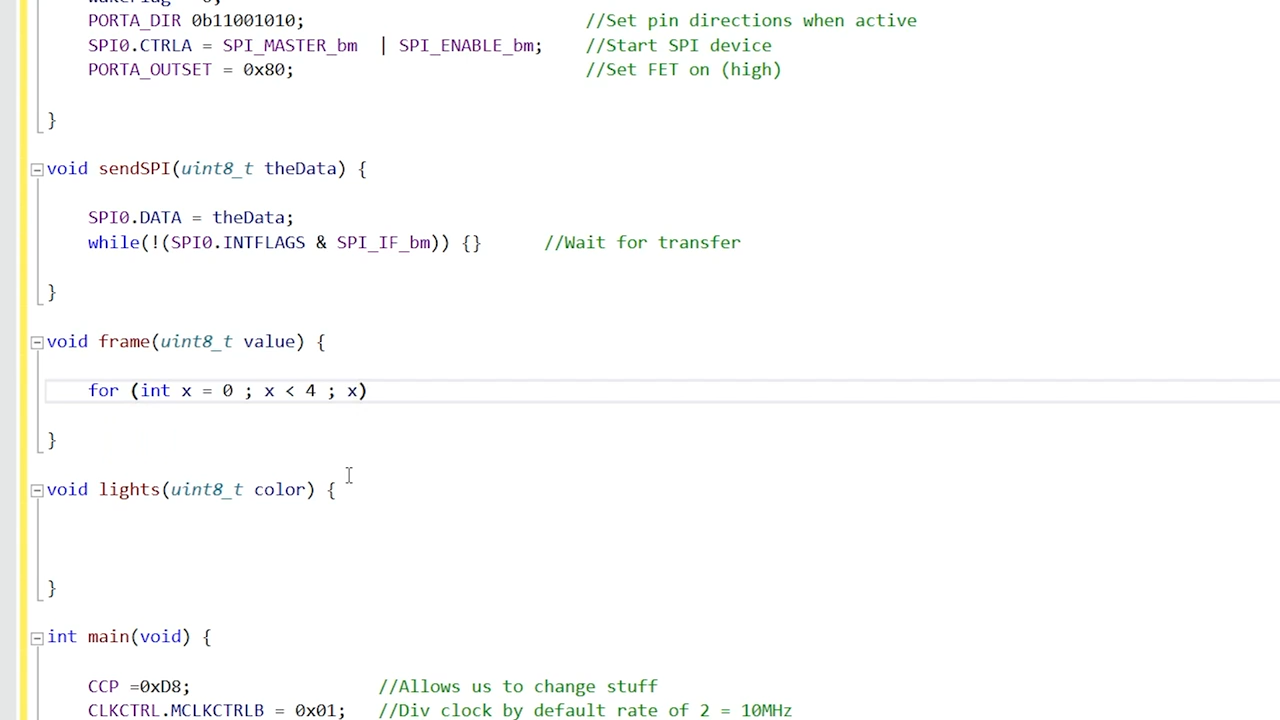 PORTA_DIR 0b11001010; //Set pin directions when active
SPI0.CTRLA = SPI_MASTER_bm | SPI_ENABLE_bm; //Start SPI device
PORTA_OUTSET = 0x80; //Set FET on (high)
}
void sendSPI(uint8_t theData) {
SPI0.DATA = theData;
while(!(SPI0.INTFLAGS & SPI_IF_bm)) {} //Wait for transfer
}
void frame(uint8_t value) {
for (int x = 0 ; x < 4 ; x)
}
void lights(uint8_t color) {
}
int main(void) {
CCP =0xD8; //Allows us to change stuff
CLKCTRL.MCLKCTRLB = 0x01; //Div clock by default rate of 2 = 10MHz